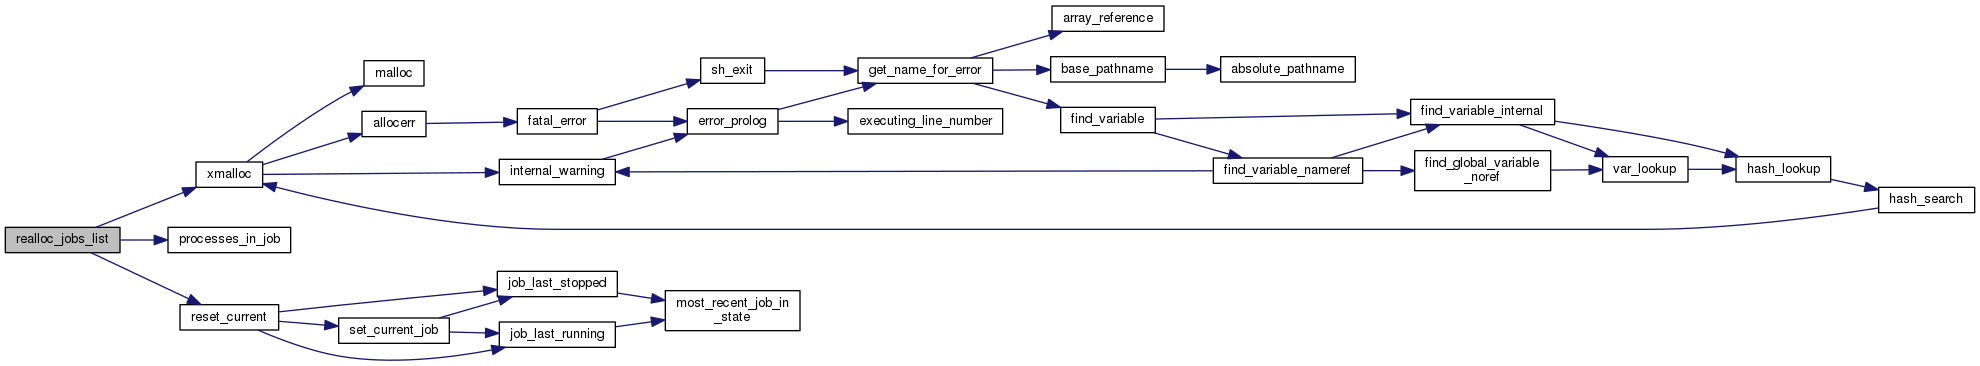 array_reference
malloc
sh_exit
get_name_for_error
base_pathname
absolute_pathname
allocerr
fatal_error
error_prolog
executing_line_number
find_variable
find_variable_internal
xmalloc
internal_warning
find_variable_nameref
find_global_variable
_noref
var_lookup
hash_lookup
hash_search
realloc_jobs_list
processes_in_job
reset_current
job_last_stopped
set_current_job
job_last_running
most_recent_job_in
_state